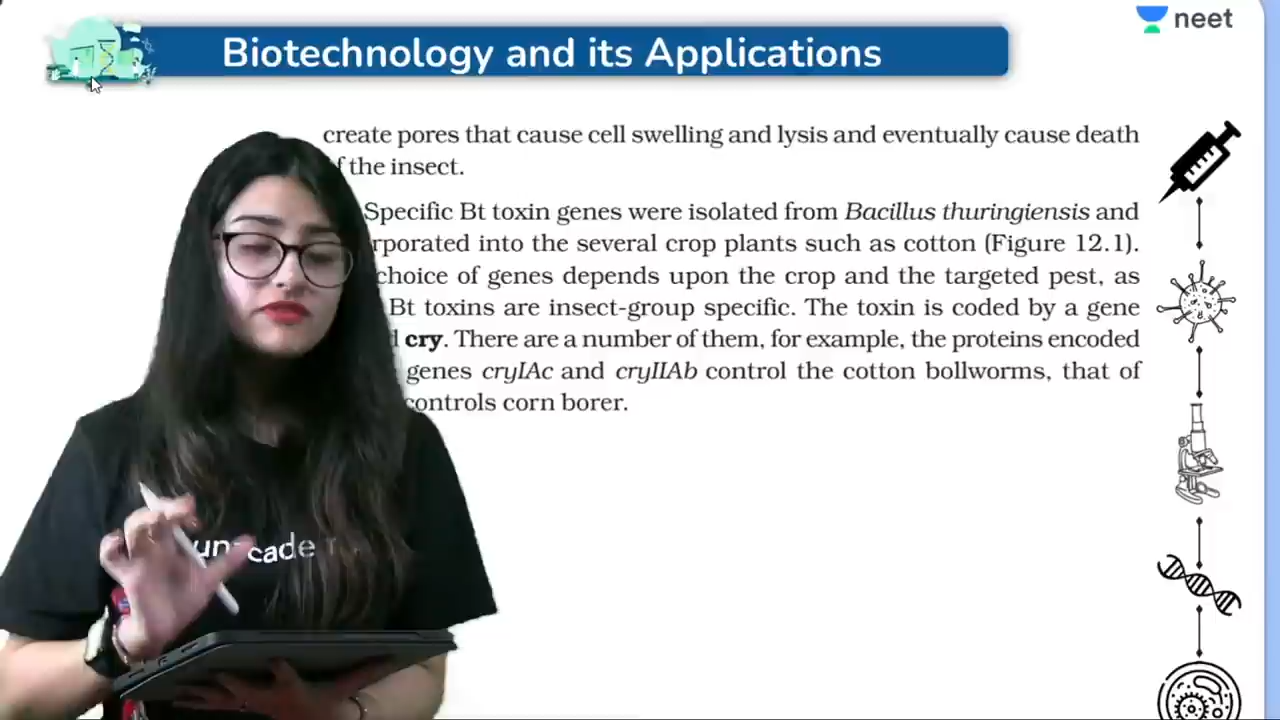 neet
Biotechnology and its Applications
create pores that cause cell swelling and lysis and eventually cause death
the insect.
Specific Bt toxin genes were isolated from Bacillus thuringiensis and
rporated into the several crop plants such as cotton (Figure 12.1).
choice of genes depends upon the crop and the targeted pest, as
Bt toxins are insect-group specific. The toxin is coded by a gene
cry. There are a number of them, for example, the proteins encoded
genes cryIAc and cryIIAb control the cotton bollworms, that of
controls corn borer.